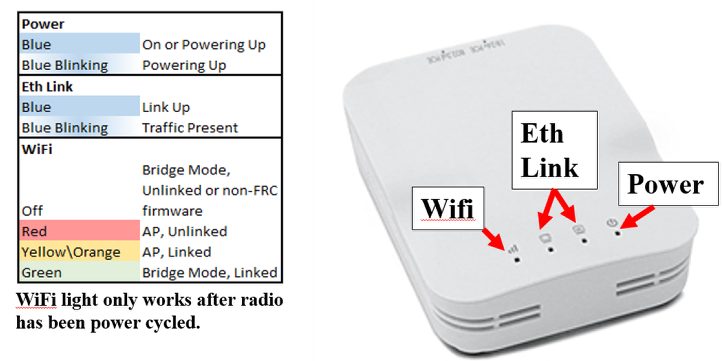 Power
Blue On or Powering Up
Blue Blinking Powering Up
Eth Link
Blue Link Up
Blue Blinking Traffic Present
WiFi
Off Bridge Mode, Unlinked or non-FRC firmware
Red AP, Unlinked
Yellow\Orange AP, Linked
Green Bridge Mode, Linked
WiFi light only works after radio
has been power cycled.
Eth
Link
Wifi
Power